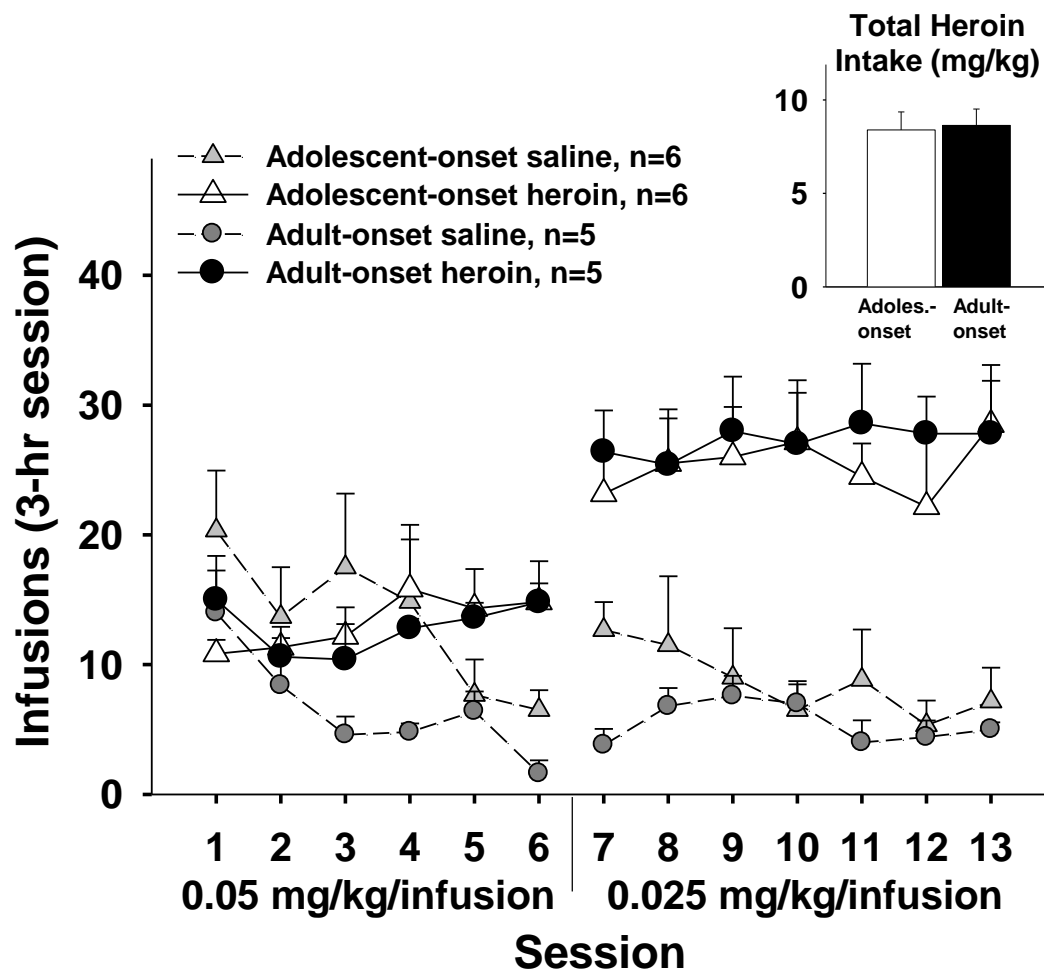 Total Heroin
Intake (mg/kg)
10
5
0
Adoles.- Adult-
onset onset
Adolescent-onset saline, n=6
Adolescent-onset heroin, n=6
Adult-onset saline, n=5
Adult-onset heroin, n=5
Infusions (3-hr session)
40
30
20
10
0
1 2 3 4 5 6 7 8 9 10 11 12 13
0.05 mg/kg/infusion 0.025 mg/kg/infusion
Session